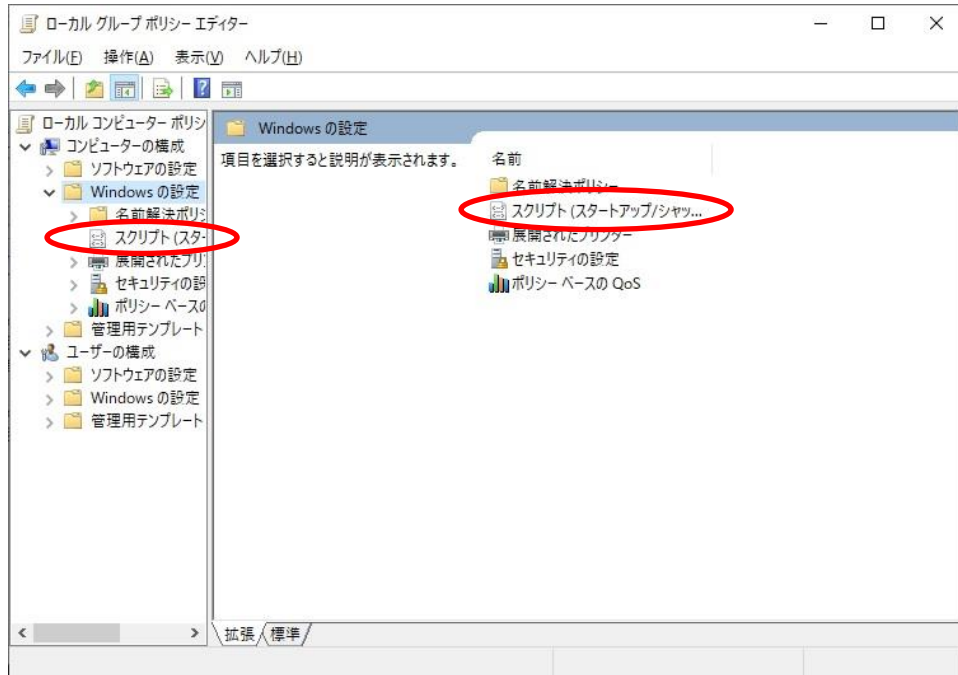 ローカル グループ ポリシー エディター
ファイル(F) 操作(A) 表示(V) ヘルプ(H)
ローカル コンピューター ポリシ
コンピューターの構成
ソフトウェアの設定
Windows の設定
名前解決ポリシ
スクリプト (スター
展開されたプリ
セキュリティの設
ポリシー ベースの
管理用テンプレート
ユーザーの構成
ソフトウェアの設定
Windows の設定
管理用テンプレート
Windows の設定
項目を選択すると説明が表示されます。
名前
名前解決ポリシー
スクリプト (スタートアップ/シャッ...
展開されたプリンター
セキュリティの設定
ポリシー ベースの QoS
拡張 標準